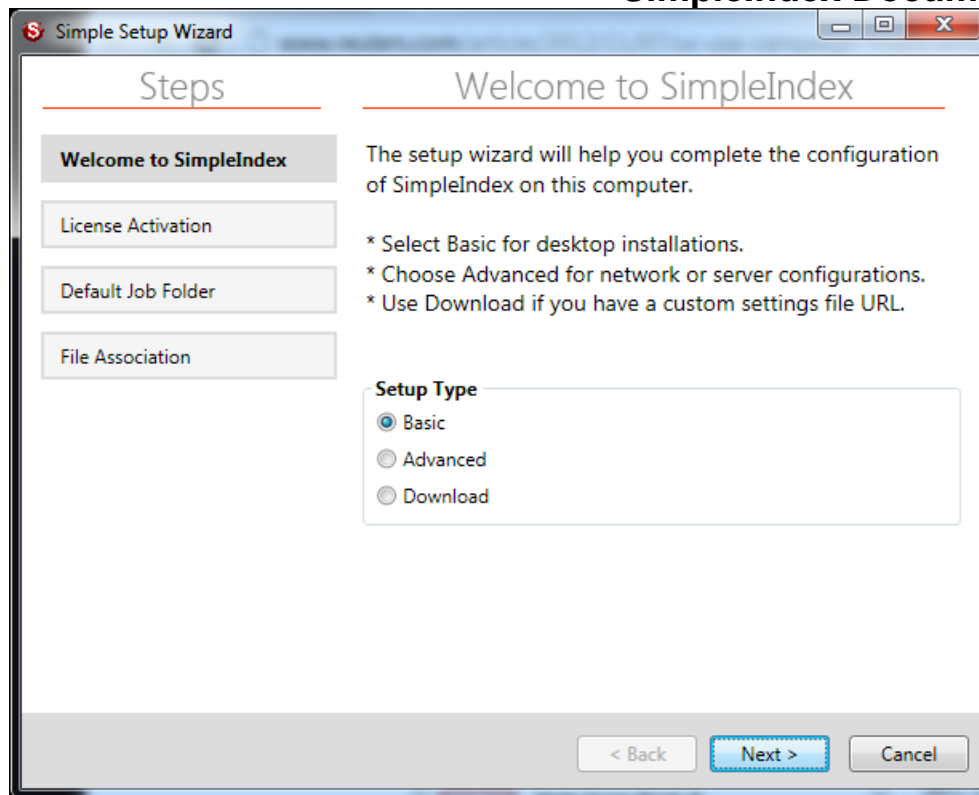 Simple Setup Wizard
Steps
Welcome to SimpleIndex
License Activation
Default Job Folder
File Association
Welcome to SimpleIndex
The setup wizard will help you complete the configuration
of SimpleIndex on this computer.
* Select Basic for desktop installations.
* Choose Advanced for network or server configurations.
* Use Download if you have a custom settings file URL.
Setup Type
Basic
Advanced
Download
< Back
Next >
Cancel